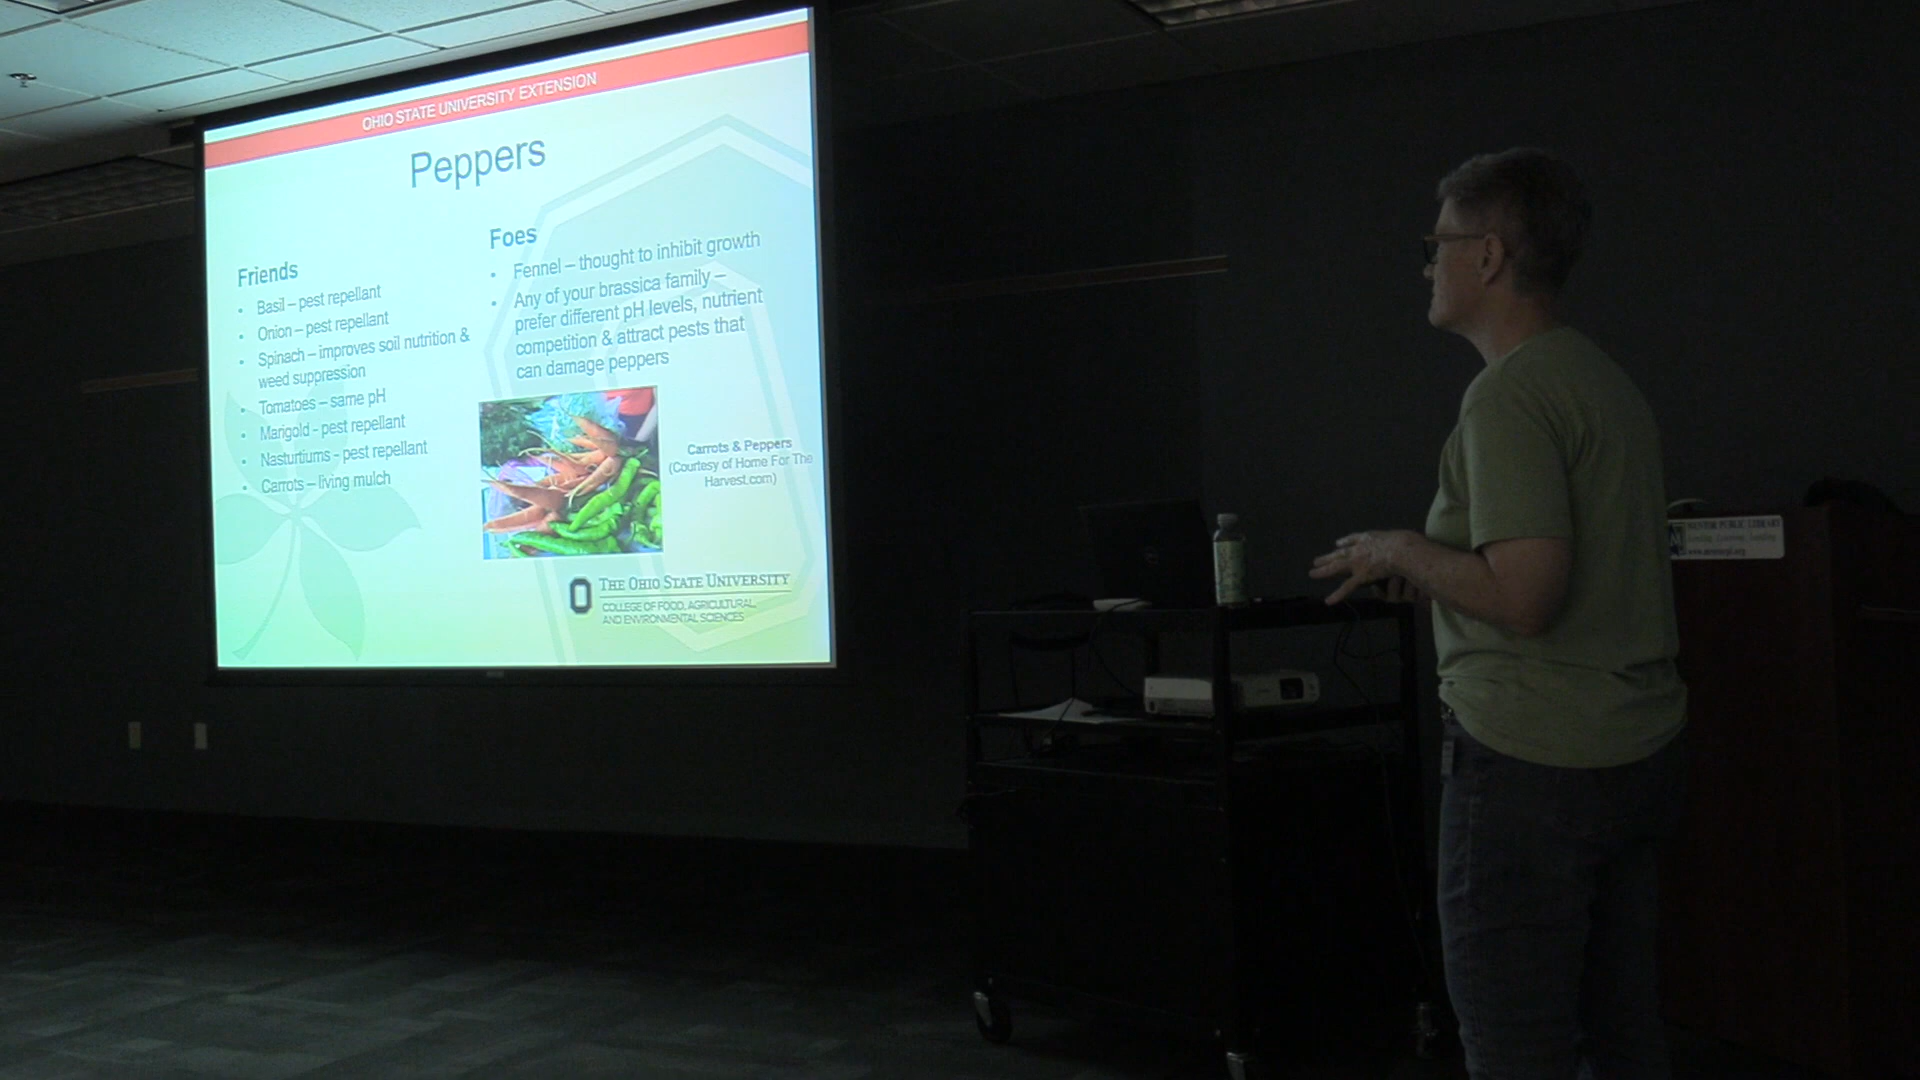 OHIO STATE UNIVERSITY EXTENSION
Peppers
Friends
• Basil – pest repellant
• Onion – pest repellant
• Spinach – improves soil nutrition &
weed suppression
• Tomatoes – same pH
• Marigold - pest repellant
• Nasturtiums - pest repellant
• Carrots – living mulch
Foes
• Fennel – thought to inhibit growth
• Any of your brassica family –
prefer different pH levels, nutrient
competition & attract pests that
can damage peppers
Carrots & Peppers
(Courtesy of Home For The
Harvest.com)
THE OHIO STATE UNIVERSITY
COLLEGE OF FOOD, AGRICULTURAL,
AND ENVIRONMENTAL SCIENCES
MENTOR PUBLIC LIBRARY